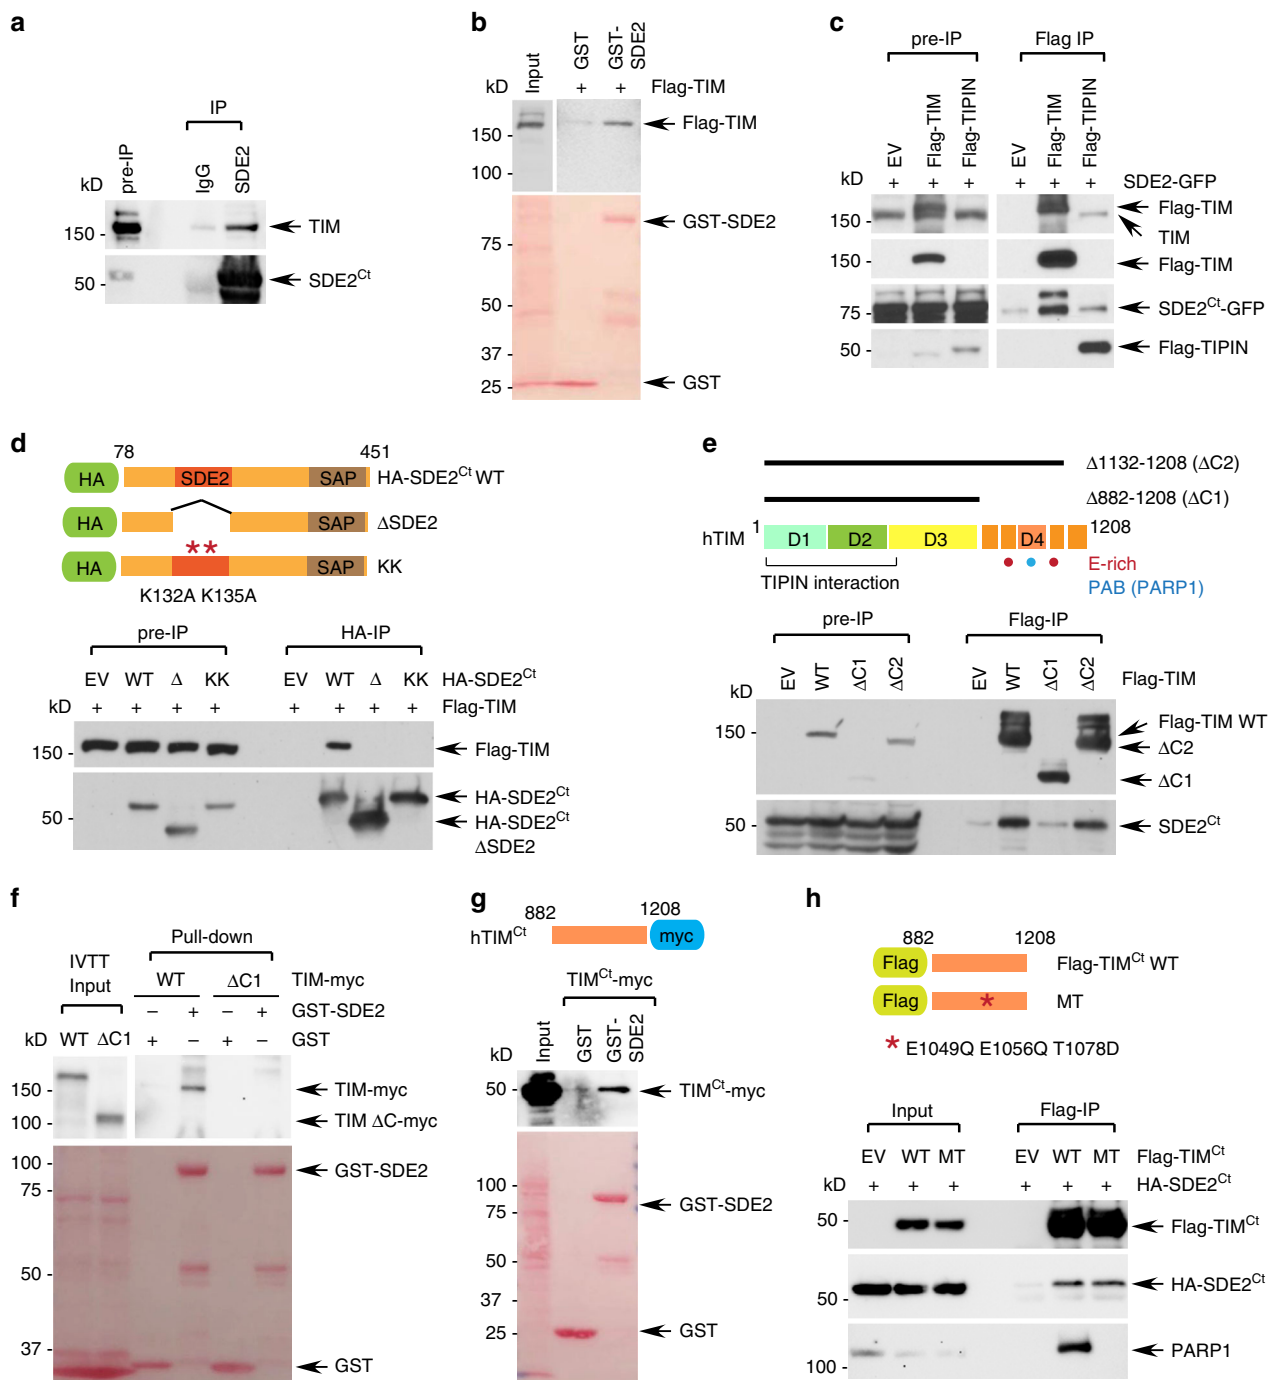 a
IP
pre-IP
IgG
SDE2
kD
150 -
TIM
50 -
SDE2Ct
b
Input
GST
GST-
SDE2
kD
+ + Flag-TIM
150 -
Flag-TIM
100 -
GST-SDE2
75 -
50 -
37 -
25 -
GST
c
pre-IP
Flag IP
EV
Flag-TIM
Flag-TIPIN
EV
Flag-TIM
Flag-TIPIN
kD
+ + + + + + SDE2-GFP
150 -
Flag-TIM
TIM
150 -
Flag-TIM
75 -
SDE2Ct-GFP
50 -
Flag-TIPIN
d
78
451
HA SDE2 SAP HA-SDE2Ct WT
HA SAP ΔSDE2
**
HA SAP KK
K132A K135A
pre-IP
HA-IP
EV WT Δ KK EV WT Δ KK HA-SDE2Ct
kD + + + + + + + + Flag-TIM
150 -
Flag-TIM
50 -
HA-SDE2Ct
HA-SDE2Ct
ΔSDE2
e
Δ1132-1208 (ΔC2)
Δ882-1208 (ΔC1)
hTIM 1 D1 D2 D3 D4 1208
E-rich
TIPIN interaction
PAB (PARP1)
pre-IP
Flag-IP
EV
WT
ΔC1
ΔC2
EV
WT
ΔC1
ΔC2
Flag-TIM
kD
150 -
Flag-TIM WT
ΔC2
ΔC1
50 -
SDE2Ct
f
Pull-down
IVTT
Input
WT ΔC1 TIM-myc
– + – + GST-SDE2
kD WT ΔC1 + – + – GST
150 -
TIM-myc
100 -
TIM ΔC-myc
100 -
GST-SDE2
75 -
50 -
37 -
GST
g
882
1208
hTIMCt myc
TIMCt-myc
Input
GST
GST-
SDE2
kD
50 -
TIMCt-myc
100 -
GST-SDE2
75 -
50 -
37 -
25 -
GST
h
882
1208
Flag Flag-TIMCt WT
Flag * MT
* E1049Q E1056Q T1078D
Input
Flag-IP
EV WT MT EV WT MT Flag-TIMCt
kD + + + + + + HA-SDE2Ct
50 -
Flag-TIMCt
HA-SDE2Ct
50 -
PARP1
100 -